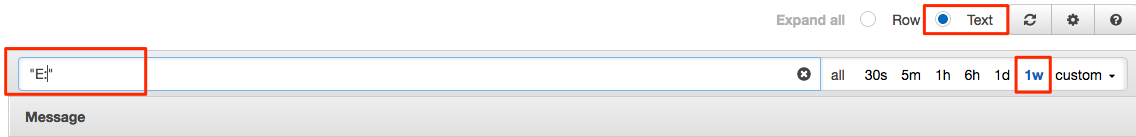 Expand all Row Text
"E:" all 30s 5m 1h 6h 1d 1w custom
Message